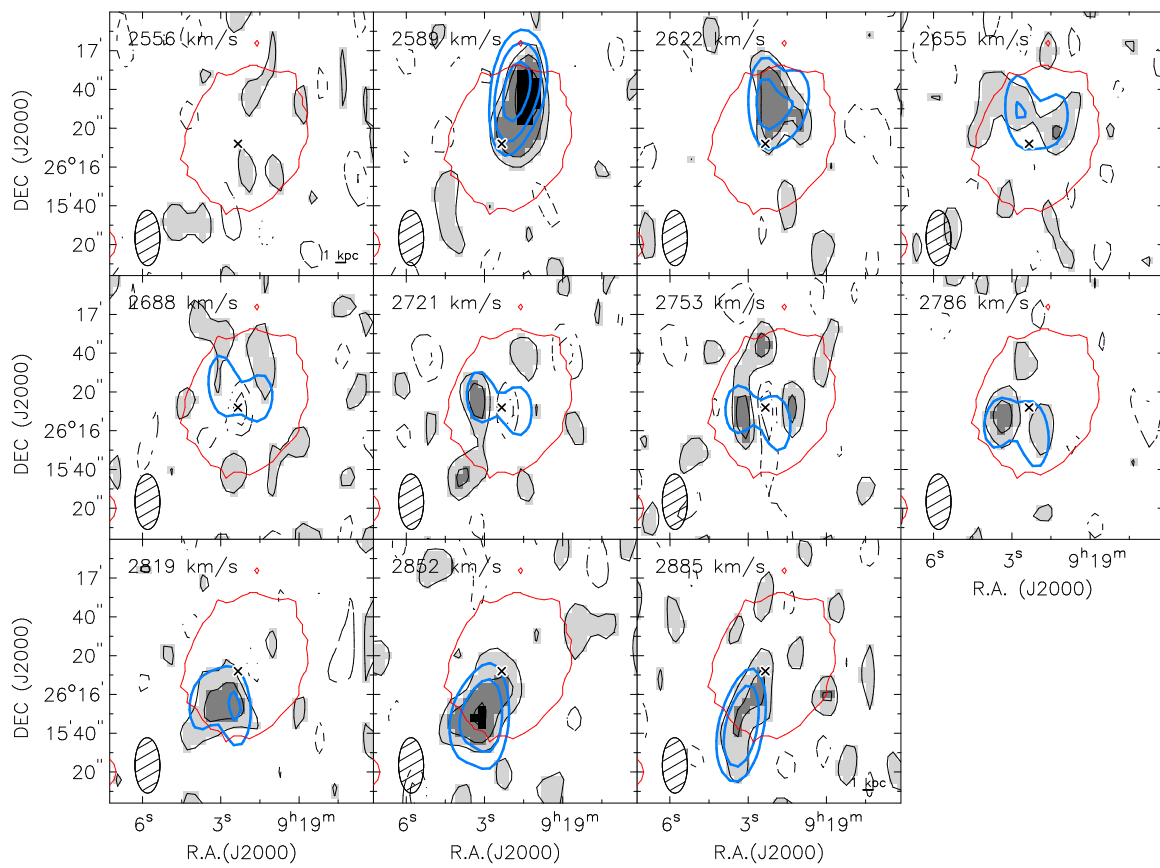 2556 km/s 2589 km/s 2622 km/s 2655 km/s
17'
40"
20"
26°16'
15 40"
20"
DEC (J2000)
1 kpc
2688 km/s 2721 km/s 2753 km/s 2786 km/s
17'
40"
20"
26°16'
15 40"
20"
DEC (J2000)
6s 3s 9h19m
R.A. (J2000)
2819 km/s 2852 km/s 2885 km/s
17'
40"
20"
26°16'
15 40"
20"
DEC (J2000)
1 kpc
6s 3s 9h19m 6s 3s 9h19m 6s 3s 9h19m
R.A.(J2000) R.A.(J2000) R.A.(J2000)